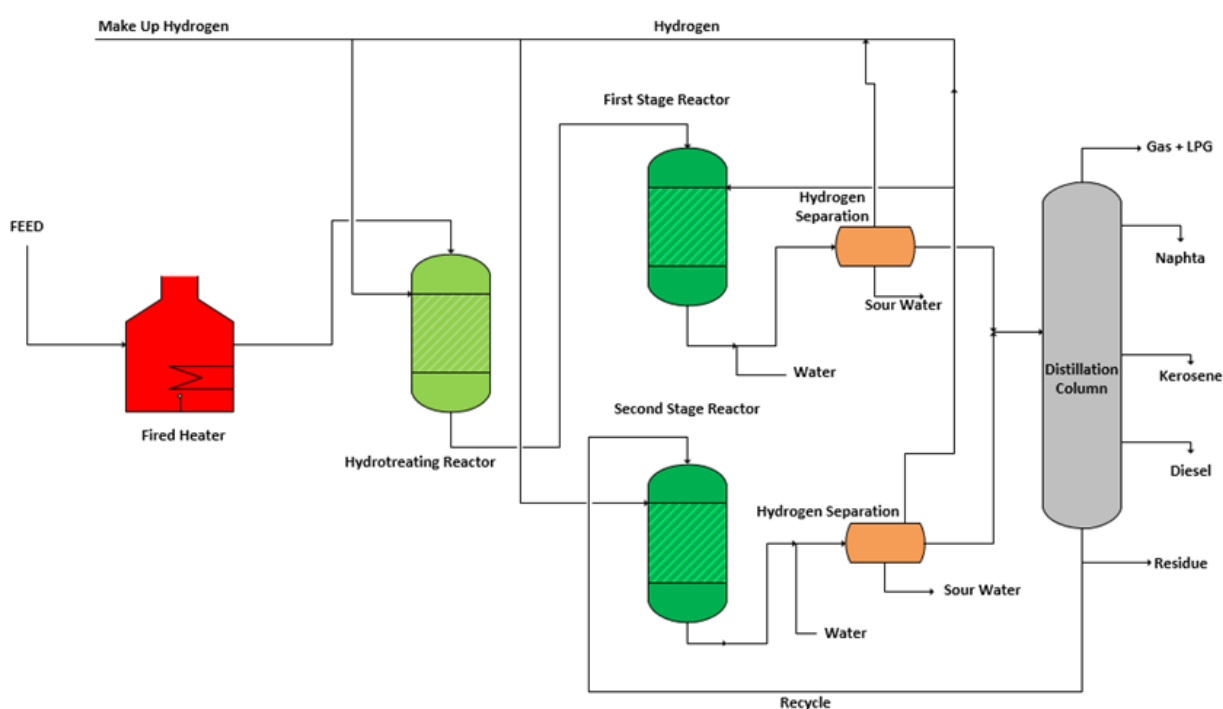 Make Up Hydrogen
Hydrogen
First Stage Reactor
Gas + LPG
Hydrogen
Separation
FEED
Naphta
Sour Water
Water
Distillation
Column
Kerosene
Second Stage Reactor
Fired Heater
Hydrotreating Reactor
Diesel
Hydrogen Separation
Residue
Sour Water
Water
Recycle